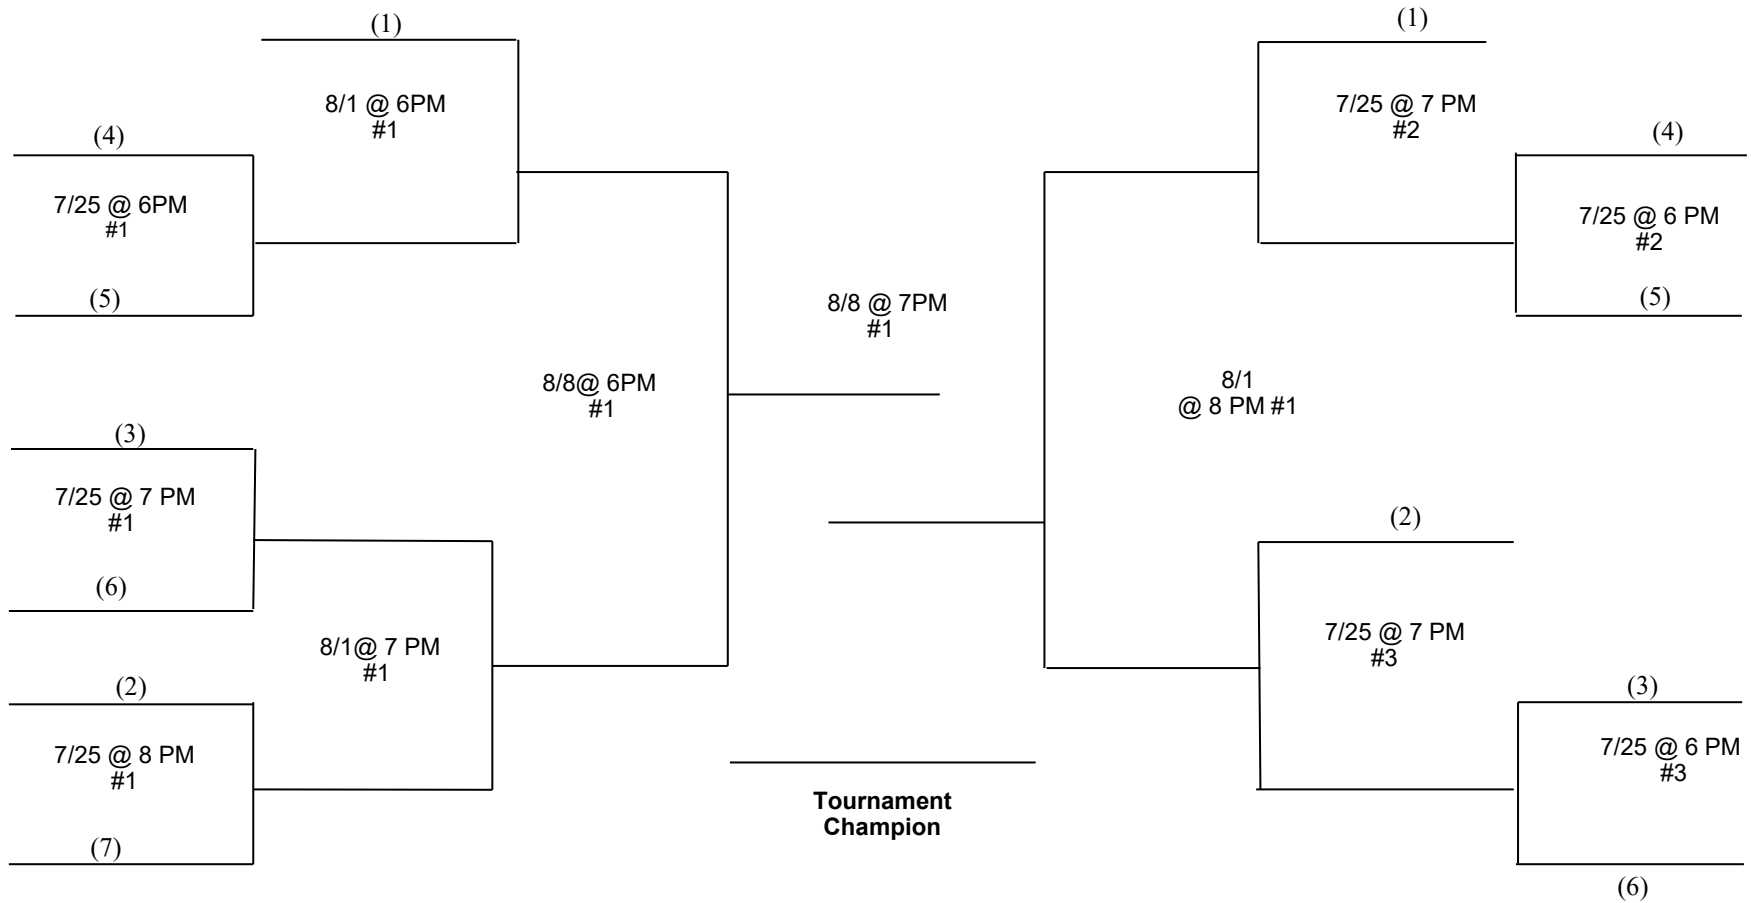 (1)
8/1 @ 6PM
#1
(4)
7/25 @ 6PM
#1
(5)
(3)
7/25 @ 7 PM
#1
(6)
8/1@ 7 PM
#1
(2)
7/25 @ 8 PM
#1
(7)
8/8@ 6PM
#1
8/8 @ 7PM
#1
Tournament
Champion
(1)
7/25 @ 7 PM
#2
(4)
7/25 @ 6 PM
#2
(5)
8/1
@ 8 PM #1
(2)
7/25 @ 7 PM
#3
(3)
7/25 @ 6 PM
#3
(6)